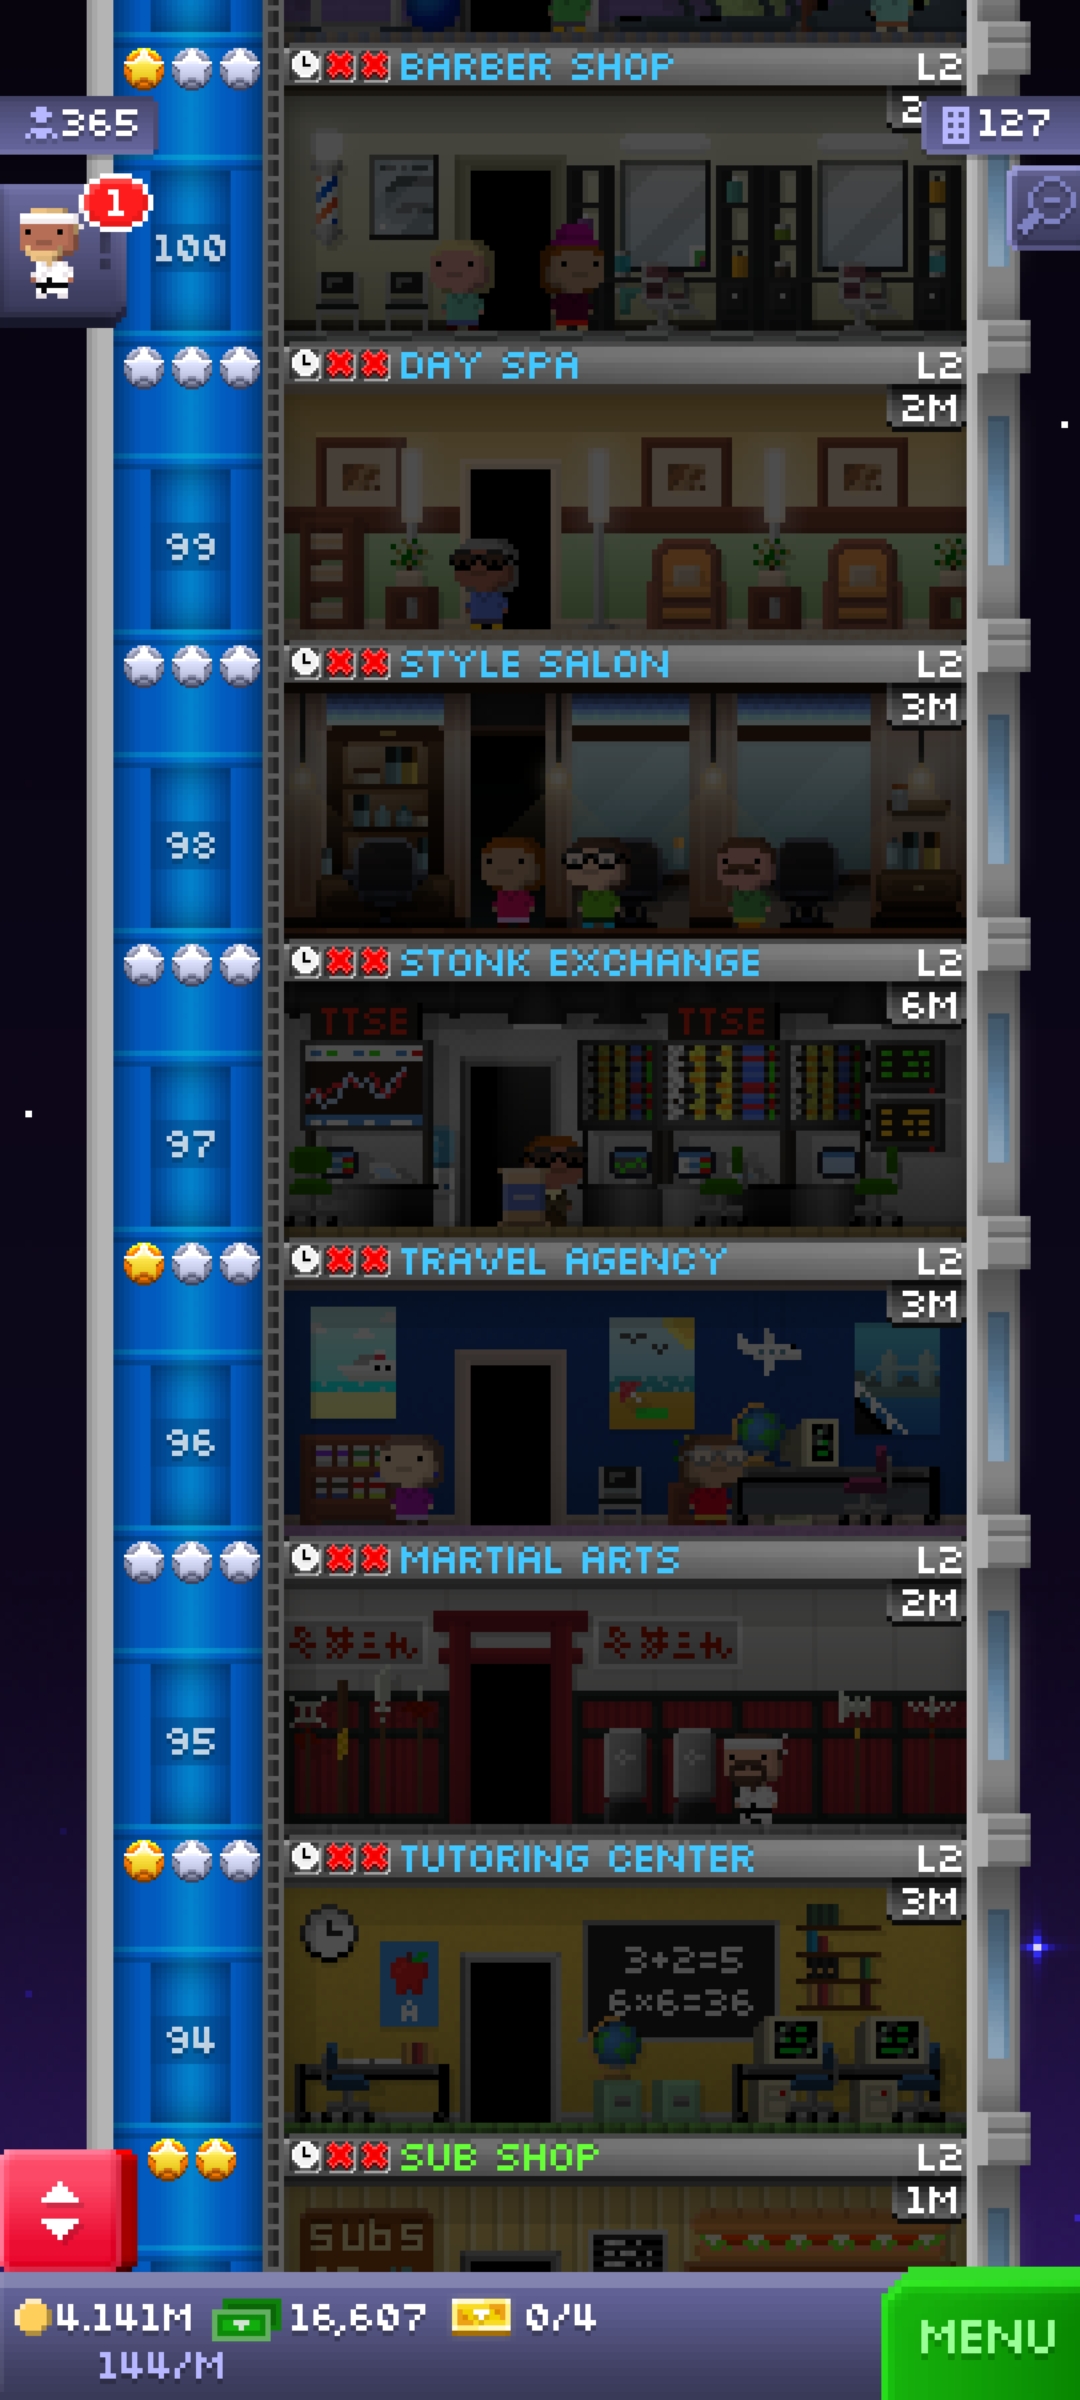 BARBER SHOP L2
365
2
127
1
100
DAY SPA L2
2M
99
STYLE SALON L2
3M
98
STONK EXCHANGE L2
6M
TTSE TTSE
97
TRAVEL AGENCY L2
3M
96
MARTIAL ARTS L2
2M
95
TUTORING CENTER L2
3M
3+2=5
A
6×6=36
94
SUB SHOP L2
1M
subs
4.141M 16,607 0/4
144/M
MENU